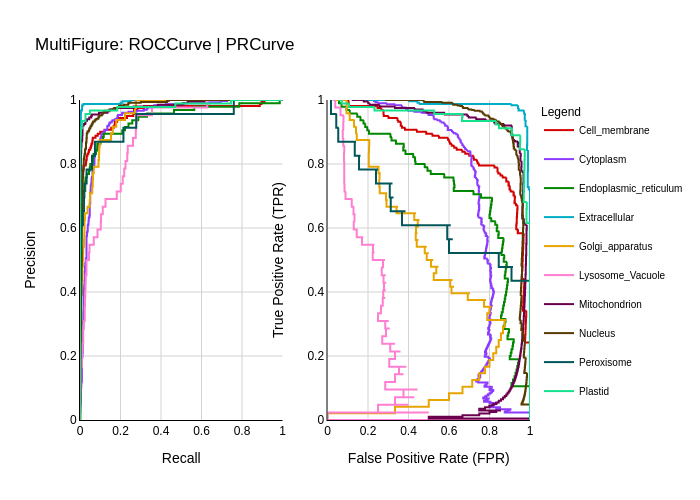 MultiFigure: ROCCurve | PRCurve
Precision
1
0.8
0.6
0.4
0.2
0
0
0.2
0.4
0.6
0.8
1
Recall
True Positive Rate (TPR)
1
0.8
0.6
0.4
0.2
0
0
0.2
0.4
0.6
0.8
1
False Positive Rate (FPR)
Legend
Cell_membrane
Cytoplasm
Endoplasmic_reticulum
Extracellular
Golgi_apparatus
Lysosome_Vacuole
Mitochondrion
Nucleus
Peroxisome
Plastid